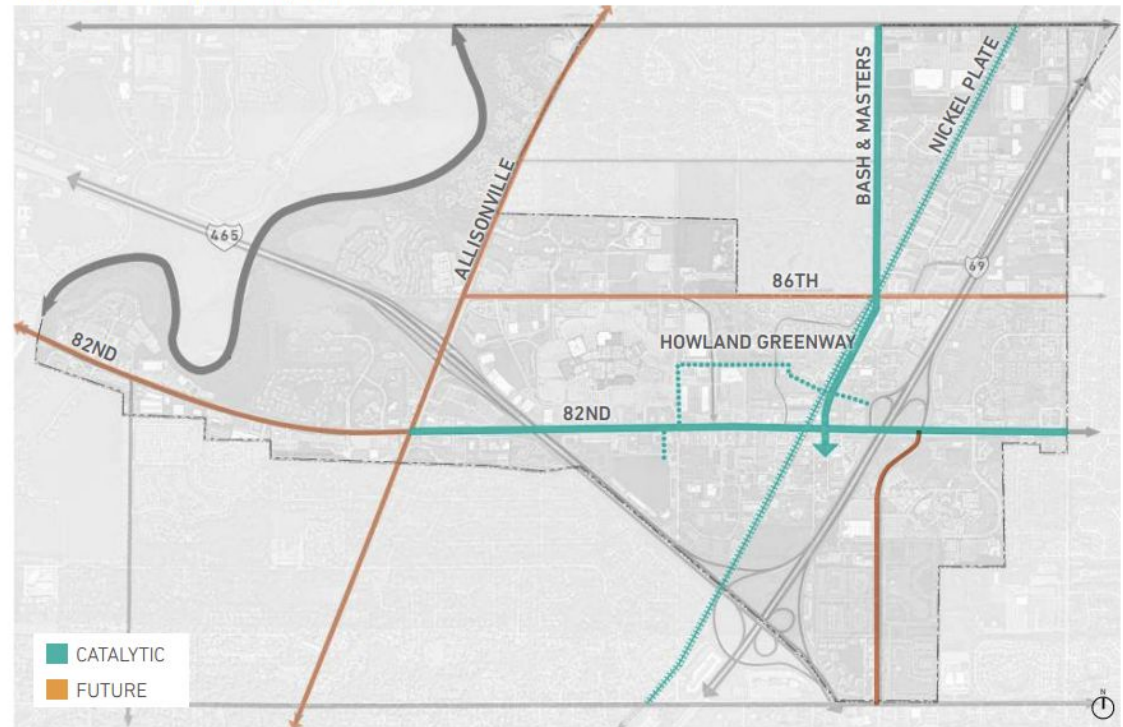 ALLISONVILLE
BASH & MASTERS
NICKEL PLATE
465
69
86TH
HOWLAND GREENWAY
82ND
82ND
CATALYTIC
FUTURE
N